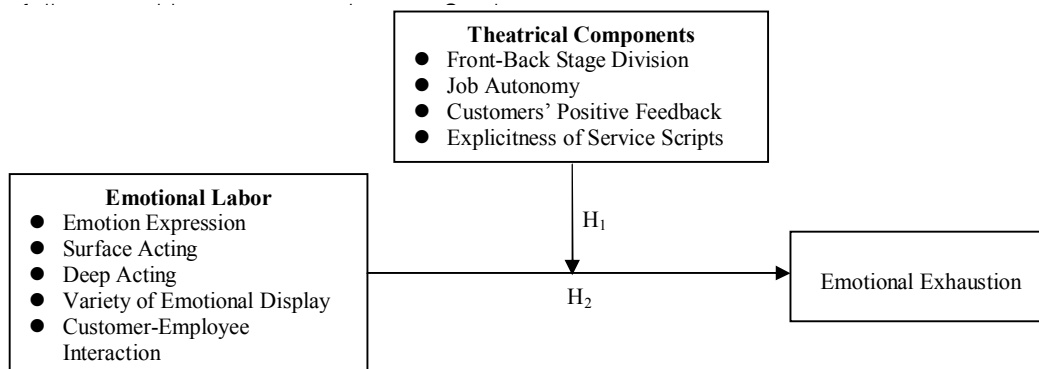 Theatrical Components
● Front-Back Stage Division
● Job Autonomy
● Customers’ Positive Feedback
● Explicitness of Service Scripts
Emotional Labor
● Emotion Expression
● Surface Acting
● Deep Acting
● Variety of Emotional Display
● Customer-Employee
Interaction
H1
H2
Emotional Exhaustion